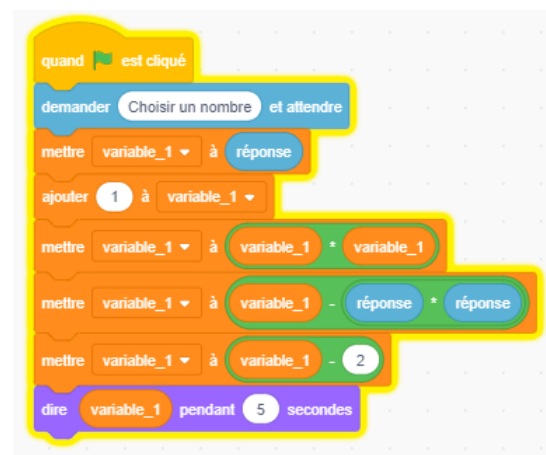 quand est cliqué
demander Choisir un nombre et attendre
mettre variable_1 à réponse
ajouter 1 à variable_1
mettre variable_1 à variable_1 * variable_1
mettre variable_1 à variable_1 - réponse * réponse
mettre variable_1 à variable_1 - 2
dire variable_1 pendant 5 secondes